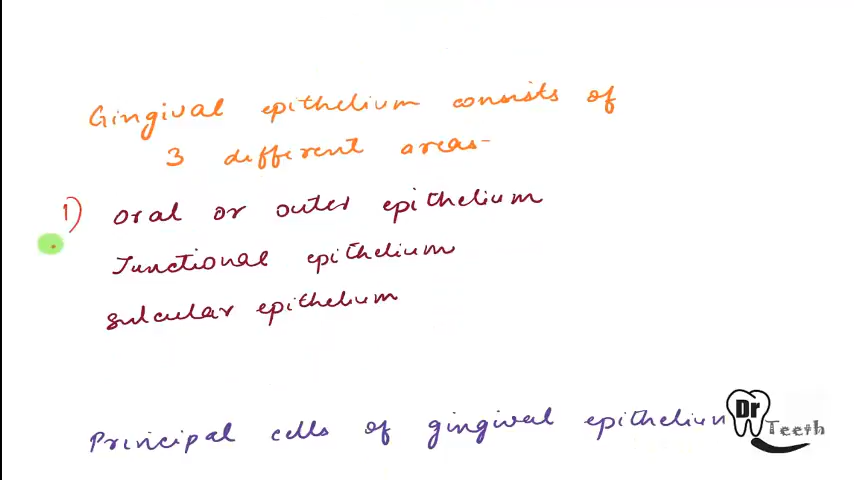 Gingival epithelium consists of
3 different areas-
1) Oral or outer epithelium
Junctional epithelium
Sulcular epithelium
Principal cells of gingival epithelium
Dr
Teeth